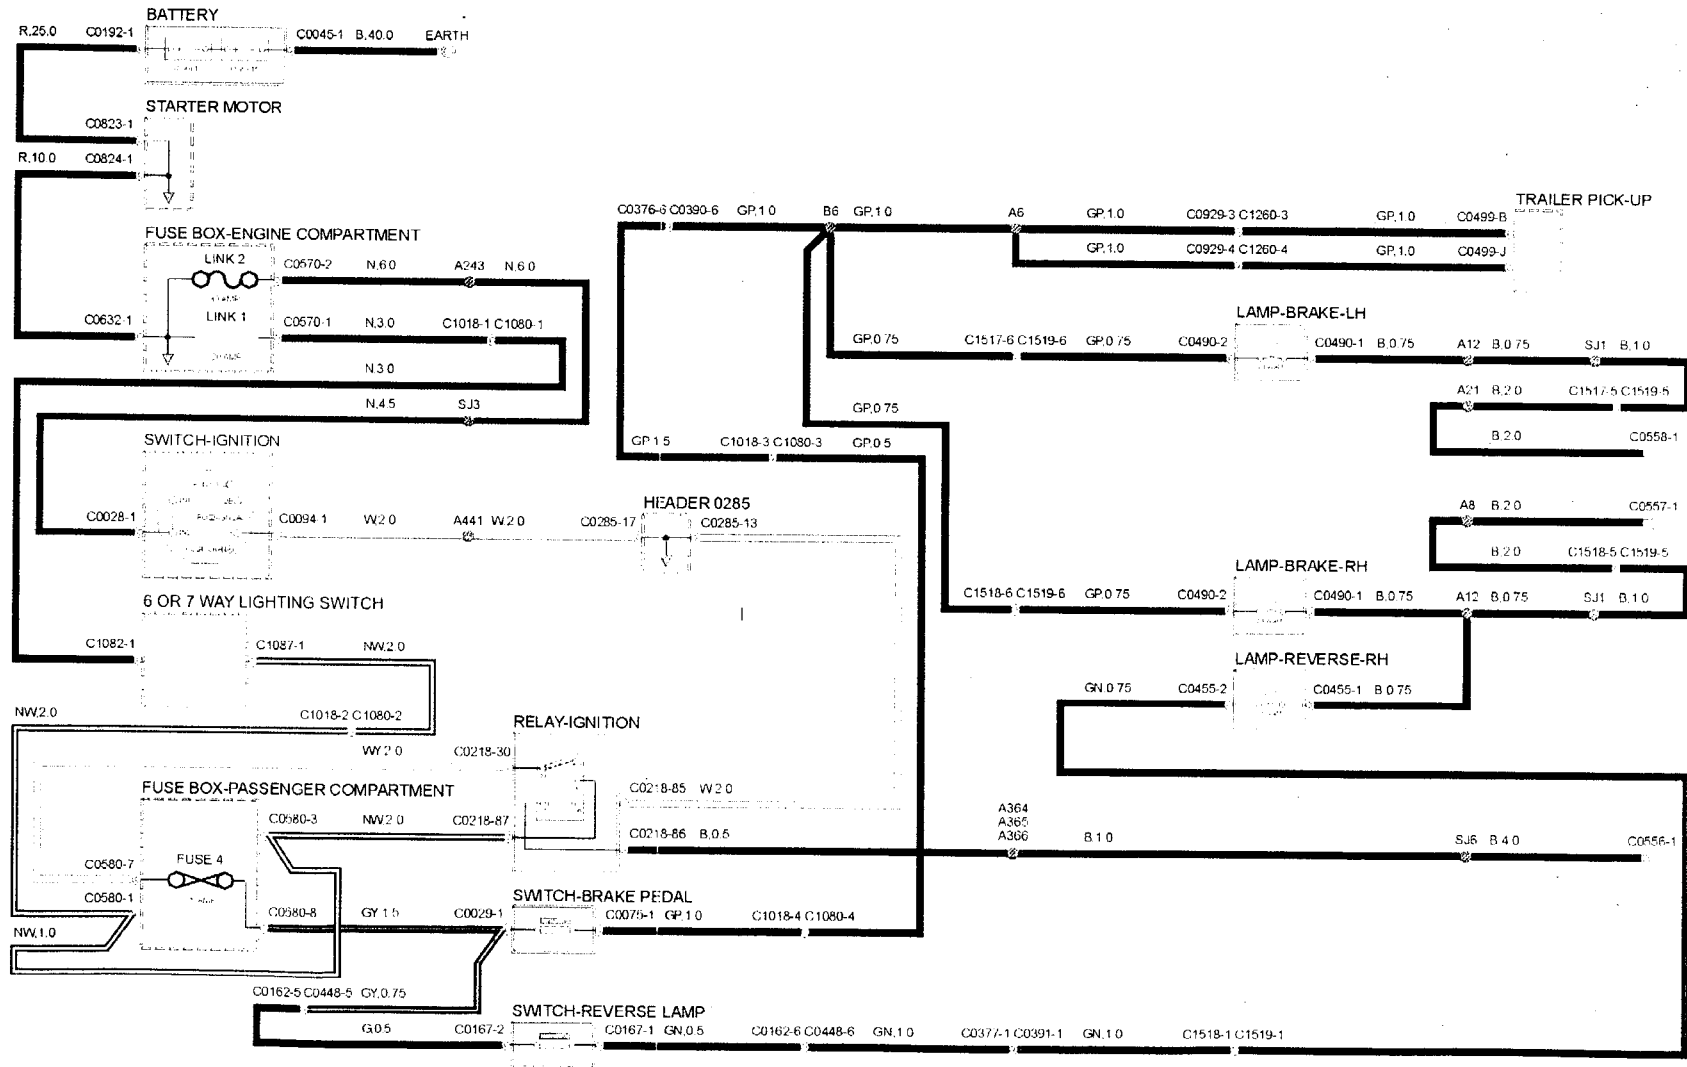 BATTERY
R,25.0 C0192-1 C0045-1 B,40.0 EARTH
STARTER MOTOR
C0823-1
R,10.0 C0824-1
C0376-6 C0390-6 GP,1.0 B6 GP,1.0 A6 GP,1.0 C0929-3 C1260-3 GP,1.0 C0499-B TRAILER PICK-UP
FUSE BOX-ENGINE COMPARTMENT
GP,1.0 C0929-4 C1260-4 GP,1.0 C0499-J
LINK 2 C0570-2 N,6.0 A243 N,6.0
LAMP-BRAKE-LH
C0632-1 LINK 1 C0570-1 N,3.0 C1018-1 C1080-1
GP,0.75 C1517-6 C1519-6 GP,0.75 C0490-2 C0490-1 B,0.75 A12 B,0.75 SJ1 B,1.0
N,3.0
A21 B,2.0 C1517-5 C1519-5
N,4.5 SJ3 GP,0.75
SWITCH-IGNITION GP,1.5 C1018-3 C1080-3 GP,0.5 B,2.0 C0558-1
HEADER 0285
A8 B,2.0 C0557-1
C0028-1 C0094-1 W,2.0 A441 W,2.0 C0285-17 C0285-13
B,2.0 C1518-5 C1519-5
LAMP-BRAKE-RH
C1518-6 C1519-6 GP,0.75 C0490-2 C0490-1 B,0.75 A12 B,0.75 SJ1 B,1.0
6 OR 7 WAY LIGHTING SWITCH
C1082-1 C1087-1 NW,2.0
LAMP-REVERSE-RH
GN,0.75 C0455-2 C0455-1 B,0.75
NW,2.0 C1018-2 C1080-2
RELAY-IGNITION
WY,2.0 C0218-30
FUSE BOX-PASSENGER COMPARTMENT
C0218-85 W,2.0
C0580-3 NW,2.0 C0218-87
C0218-86 B,0.5
A364
A365
A366 B,1.0 SJ6 B,4.0 C0556-1
C0580-7 FUSE 4
C0580-1
SWITCH-BRAKE PEDAL
C0580-8 GY,1.5 C0029-1 C0075-1 GP,1.0 C1018-4 C1080-4
NW,1.0
C0162-5 C0448-5 GY,0.75
SWITCH-REVERSE LAMP
G,0.5 C0167-2 C0167-1 GN,0.5 C0162-6 C0448-6 GN,1.0 C0377-1 C0391-1 GN,1.0 C1518-1 C1519-1